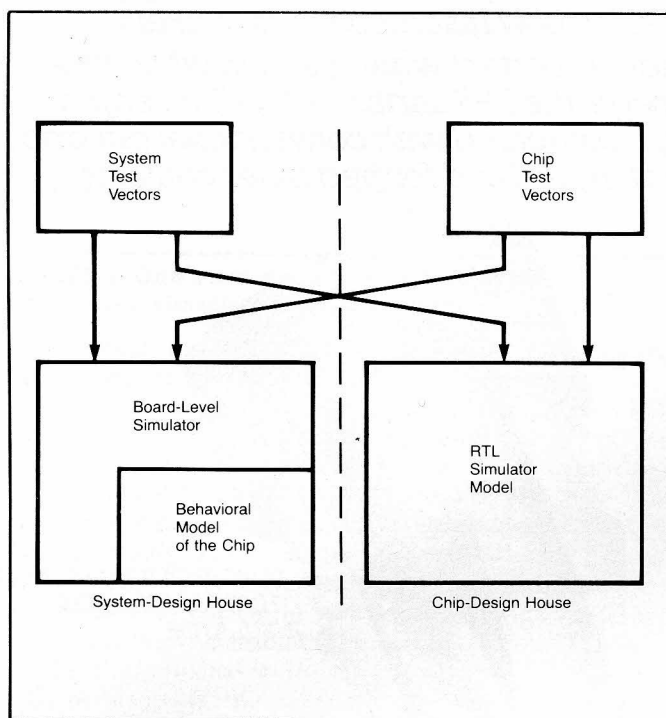 System
Test
Vectors
Chip
Test
Vectors
Board-Level
Simulator
RTL
Simulator
Model
Behavioral
Model
of the Chip
System-Design House
Chip-Design House